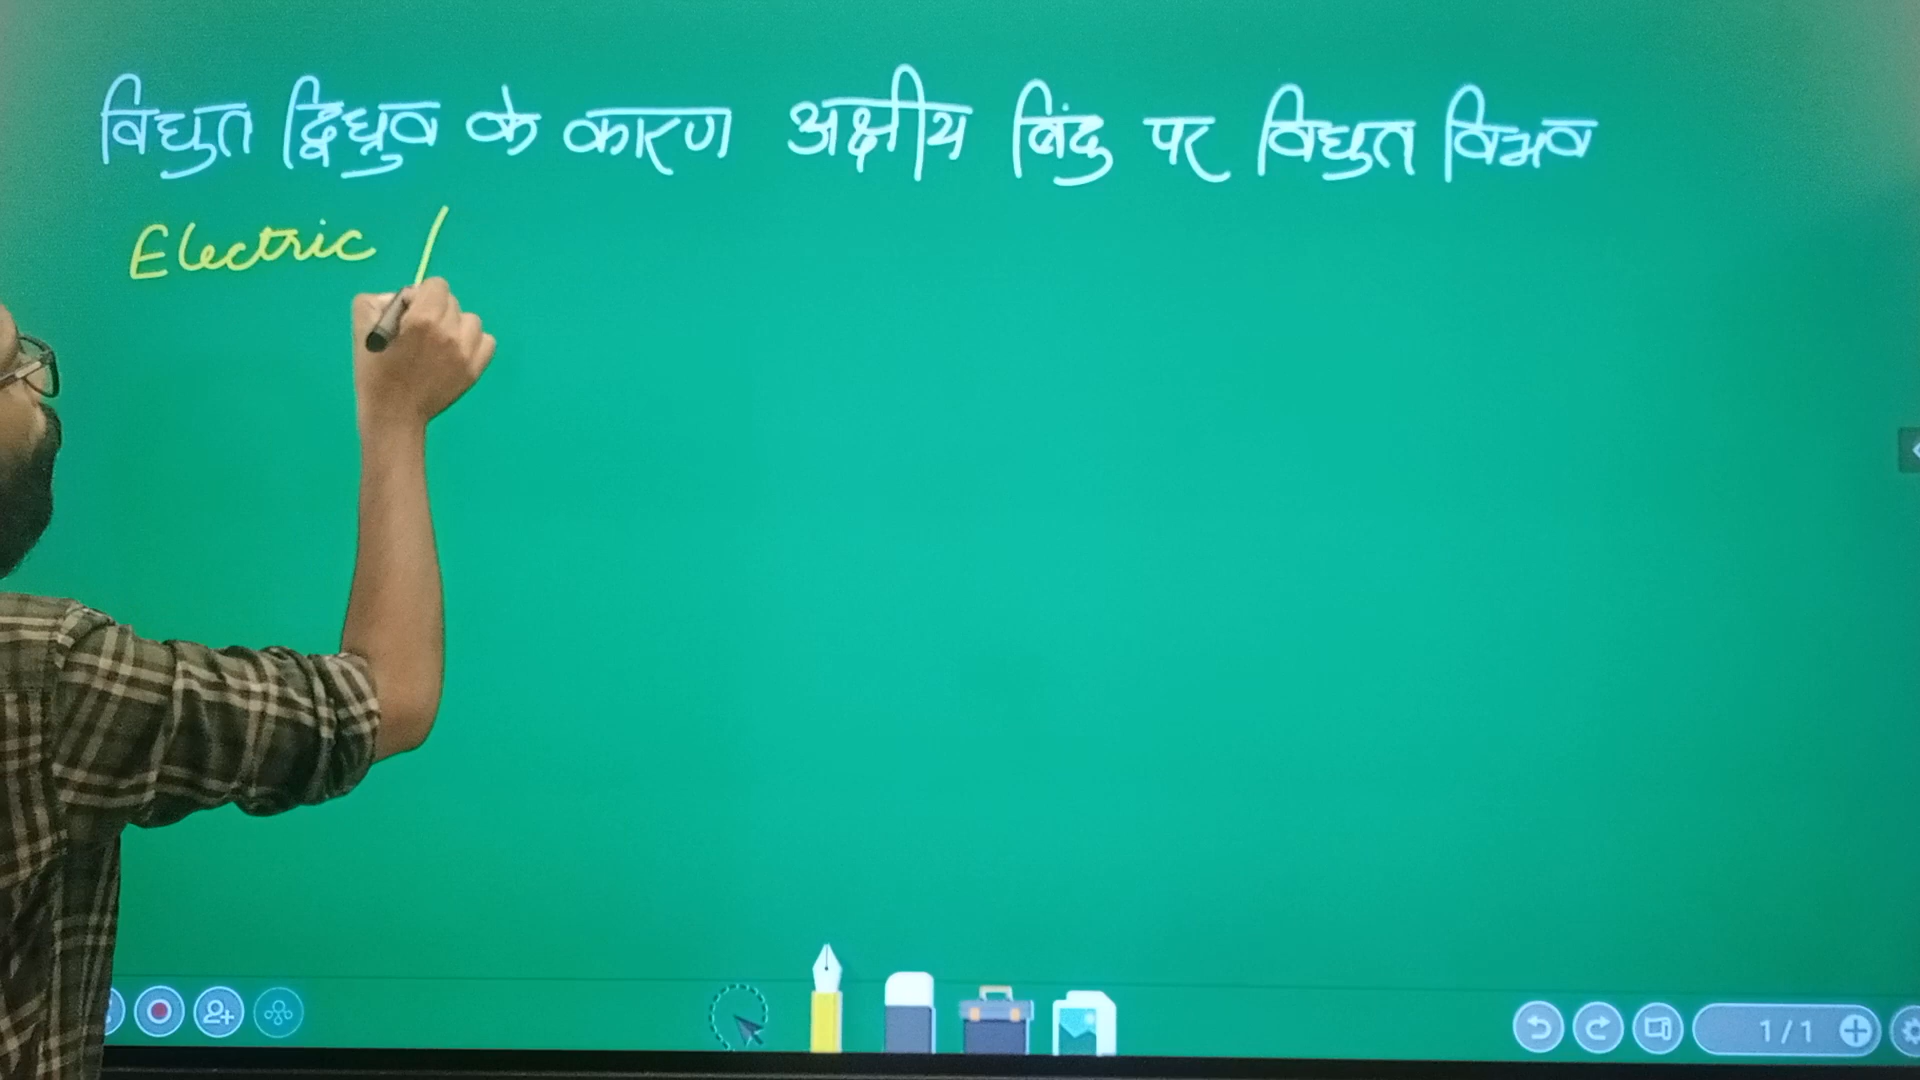 विद्युत द्विध्रुव के कारण अक्षीय बिंदु पर विद्युत विभव
Electric
1/1